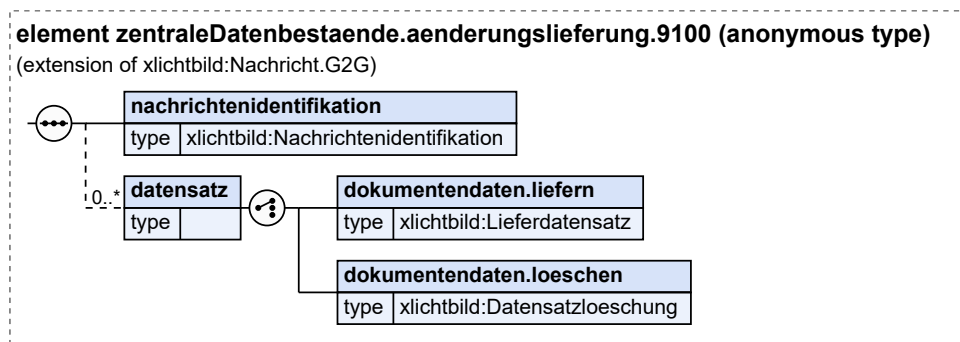 element zentraleDatenbestaende.aenderungslieferung.9100 (anonymous type)
(extension of xlichtbild:Nachricht.G2G)
nachrichtenidentifikation
type xlichtbild:Nachrichtenidentifikation
0..*
datensatz
type
dokumentendaten.liefern
type xlichtbild:Lieferdatensatz
dokumentendaten.loeschen
type xlichtbild:Datensatzloeschung